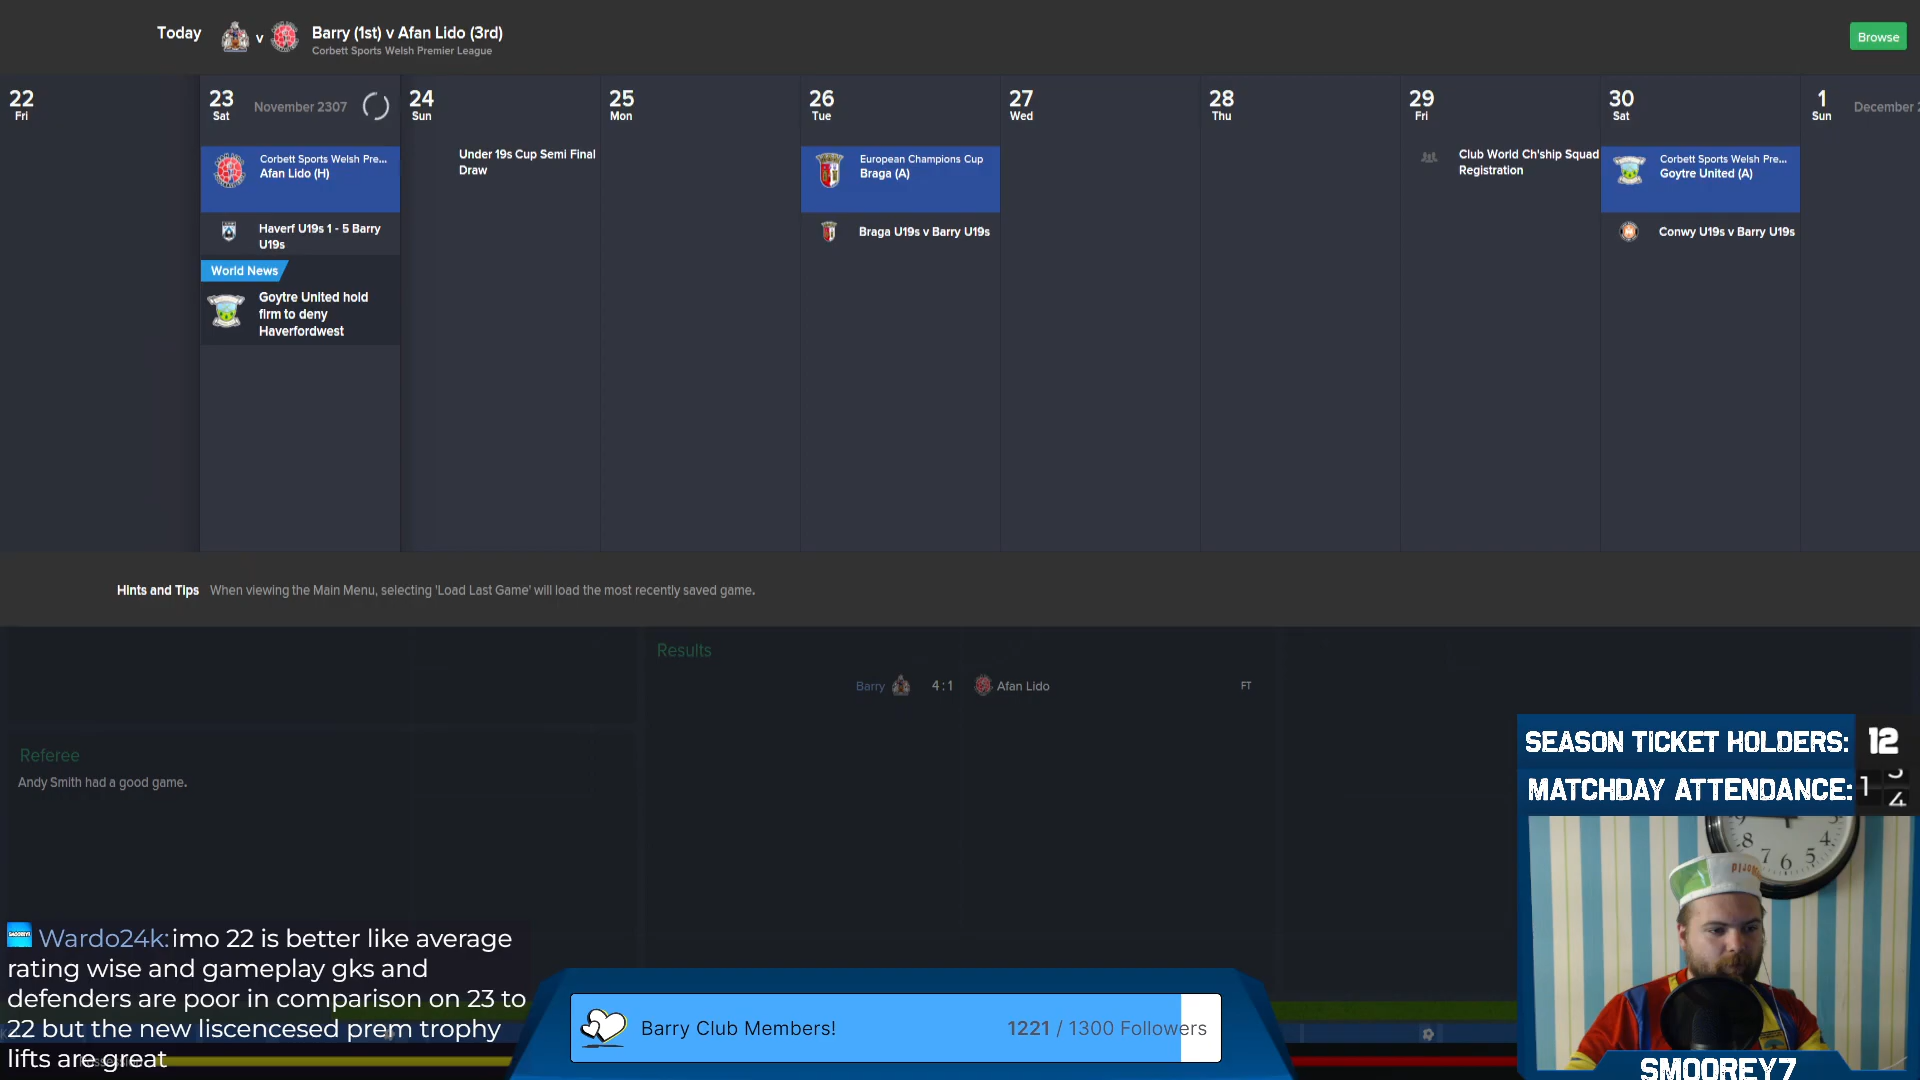 Today
v
Barry (1st) v Afan Lido (3rd)
Corbett Sports Welsh Premier League
Browse
22
Fri
23
Sat
November 2307
24
Sun
25
Mon
26
Tue
27
Wed
28
Thu
29
Fri
30
Sat
1
Sun
December 2
Corbett Sports Welsh Pre...
Afan Lido (H)
Haverf U19s 1 - 5 Barry
U19s
World News
Goytre United hold
firm to deny
Haverfordwest
Under 19s Cup Semi Final
Draw
European Champions Cup
Braga (A)
Braga U19s v Barry U19s
Club World Ch'ship Squad
Registration
Corbett Sports Welsh Pre...
Goytre United (A)
Conwy U19s v Barry U19s
Hints and Tips
When viewing the Main Menu, selecting 'Load Last Game' will load the most recently saved game.
Results
Barry 4 : 1 Afan Lido FT
Referee
Andy Smith had a good game.
SEASON TICKET HOLDERS: 12
MATCHDAY ATTENDANCE: 1
Wardo24k: imo 22 is better like average
rating wise and gameplay gks and
defenders are poor in comparison on 23 to
22 but the new liscencesed prem trophy
lifts are great
Barry Club Members!
1221 / 1300 Followers
8 7 6 5 4
SMOOREY7